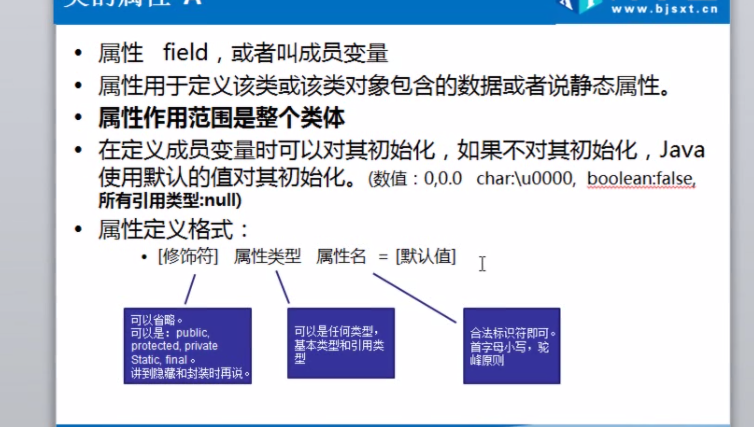 www.bjsxt.cn
• 属性 field，或者叫成员变量
• 属性用于定义该类或该类对象包含的数据或者说静态属性。
• 属性作用范围是整个类体
• 在定义成员变量时可以对其初始化，如果不对其初始化，Java
使用默认的值对其初始化。(数值：0,0.0 char:\u0000, boolean:false,
所有引用类型:null)
• 属性定义格式：
• [修饰符] 属性类型 属性名 = [默认值]
可以省略。
可以是：public,
protected, private
Static, final。
讲到隐藏和封装时再说。
可以是任何类型，
基本类型和引用类
型
合法标识符即可。
首字母小写，驼
峰原则